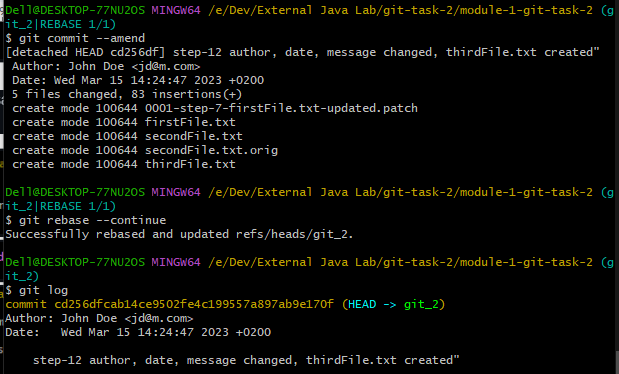 Dell@DESKTOP-77NU2OS MINGW64 /e/Dev/External Java Lab/git-task-2/module-1-git-task-2 (g
it_2|REBASE 1/1)
$ git commit --amend
[detached HEAD cd256df] step-12 author, date, message changed, thirdFile.txt created"
 Author: John Doe <jd@m.com>
 Date: Wed Mar 15 14:24:47 2023 +0200
 5 files changed, 83 insertions(+)
 create mode 100644 0001-step-7-firstFile.txt-updated.patch
 create mode 100644 firstFile.txt
 create mode 100644 secondFile.txt
 create mode 100644 secondFile.txt.orig
 create mode 100644 thirdFile.txt
Dell@DESKTOP-77NU2OS MINGW64 /e/Dev/External Java Lab/git-task-2/module-1-git-task-2 (g
it_2|REBASE 1/1)
$ git rebase --continue
Successfully rebased and updated refs/heads/git_2.
Dell@DESKTOP-77NU2OS MINGW64 /e/Dev/External Java Lab/git-task-2/module-1-git-task-2 (g
it_2)
$ git log
commit cd256dfcab14ce9502fe4c199557a897ab9e170f (HEAD -> git_2)
Author: John Doe <jd@m.com>
Date:   Wed Mar 15 14:24:47 2023 +0200
    step-12 author, date, message changed, thirdFile.txt created"